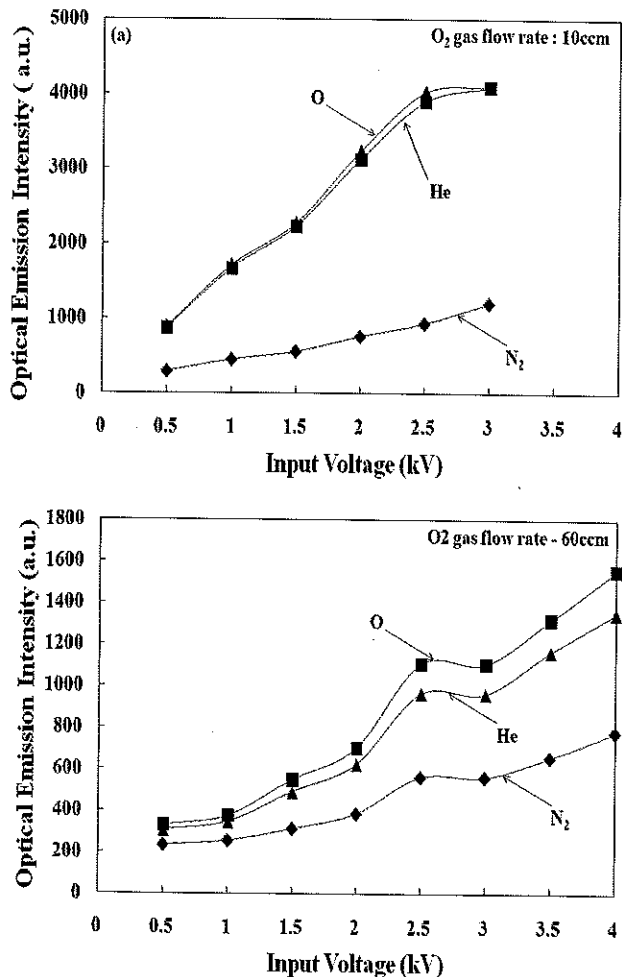 (a)
O₂ gas flow rate : 10ccm
5000
4000
3000
2000
1000
0
Optical Emission Intensity ( a.u.)
O
He
N₂
0 0.5 1 1.5 2 2.5 3 3.5 4
Input Voltage (kV)
O2 gas flow rate - 60ccm
1800
1600
1400
1200
1000
800
600
400
200
0
Optical Emission Intensity (a.u.)
O
He
N₂
0 0.5 1.0 1.5 2.0 2.5 3.0 3.5 4
Input Voltage (kV)